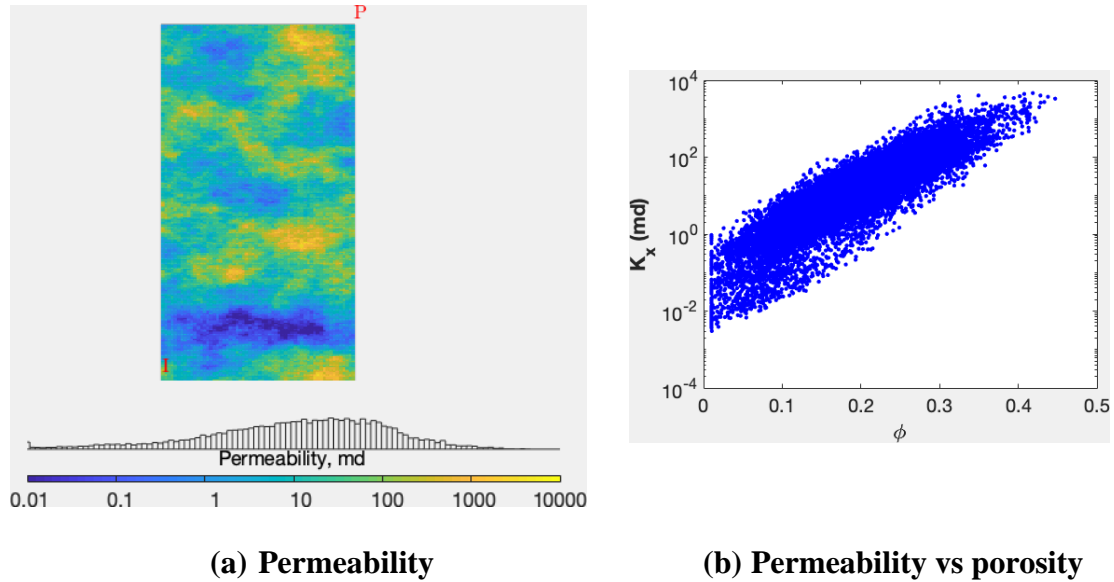 P
I
Permeability, md
0.01 0.1 1 10 100 1000 10000
(a) Permeability
10^4
10^2
10^0
10^-2
10^-4
K_x (md)
0 0.1 0.2 0.3 0.4 0.5
ϕ
(b) Permeability vs porosity